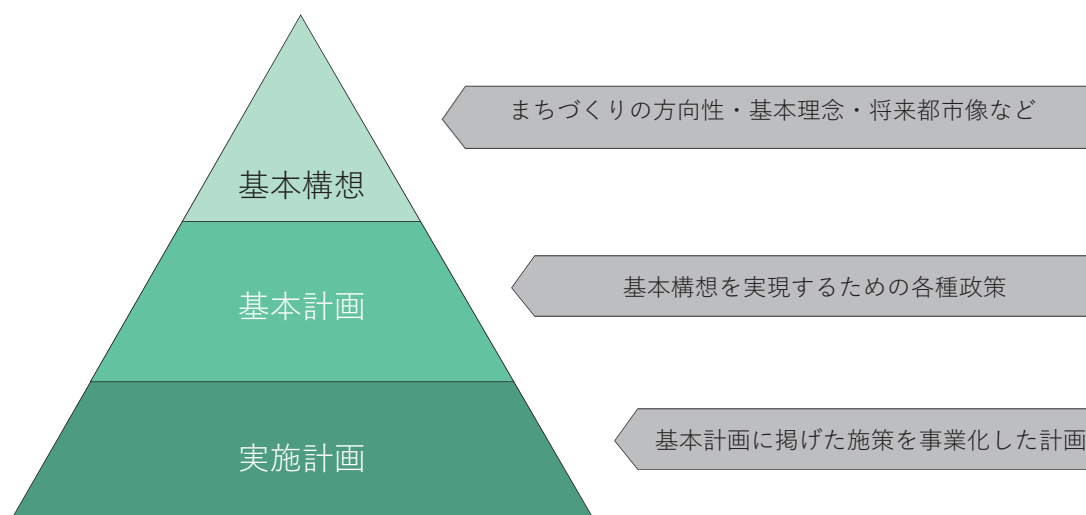 まちづくりの方向性・基本理念・将来都市像など
基本構想
基本構想を実現するための各種政策
基本計画
基本計画に掲げた施策を事業化した計画
実施計画